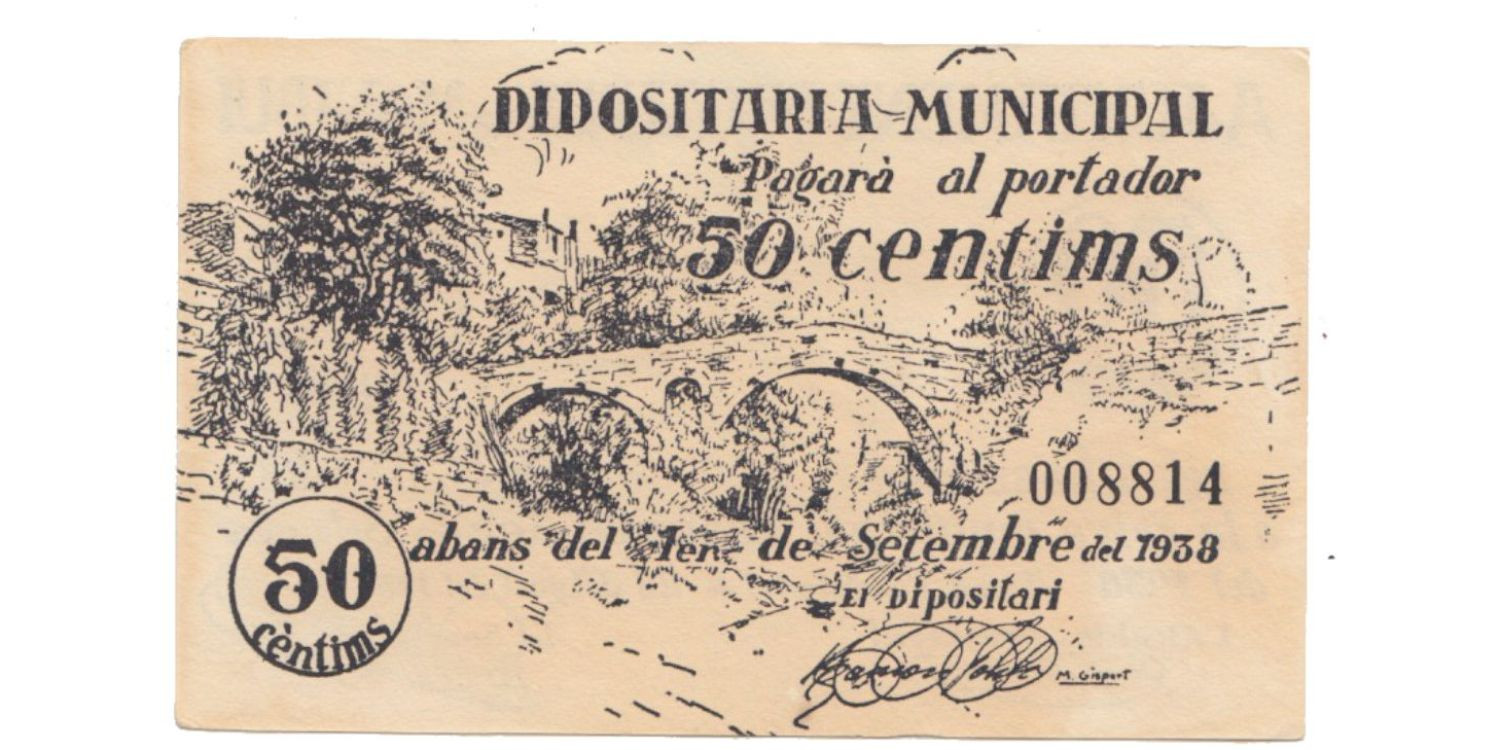 DIPOSITARIA MUNICIPAL
Pagarà al portador
50 centims
008814
abans del 1er. de Setembre del 1938
50
cèntims
El Dipositari
M. Gispert